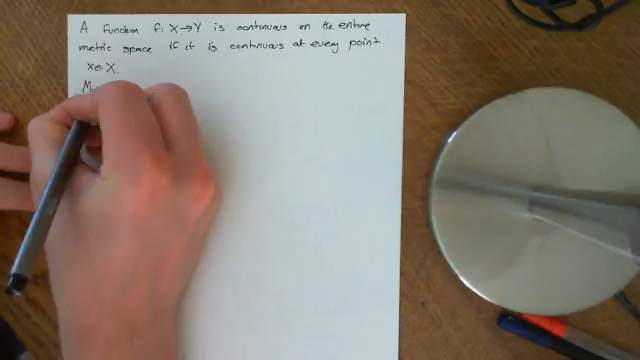 A function f: X→Y is continuous on the entire
metric space if it is continuous at every point
x∈X.
M